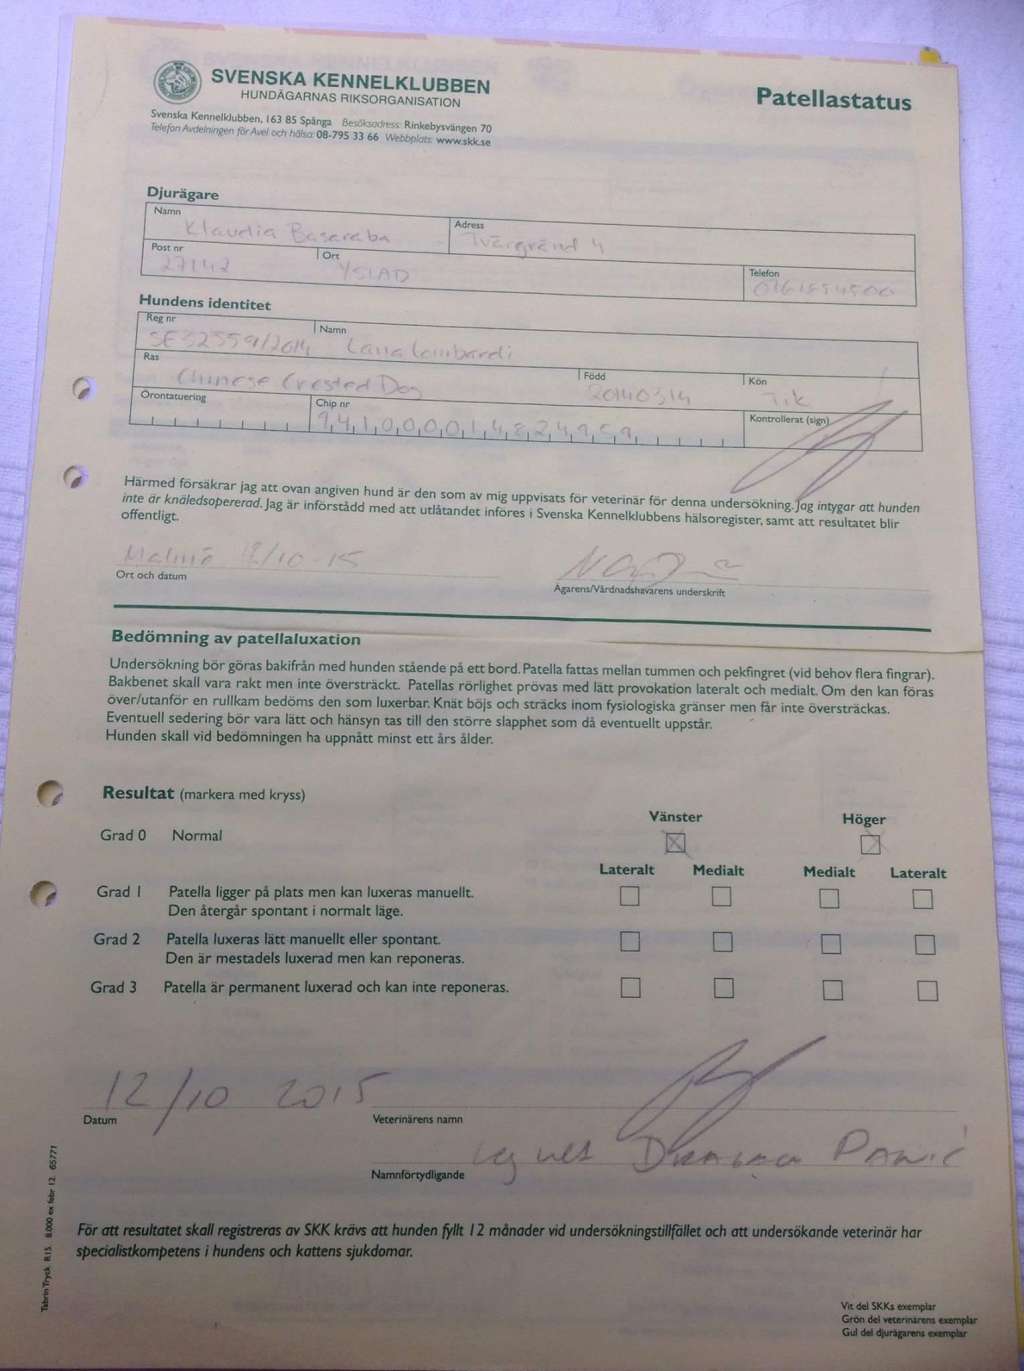 SVENSKA KENNELKLUBBEN
HUNDÄGARNAS RIKSORGANISATION
Svenska Kennelklubben, 163 85 Spånga Besöksadress: Rinkebysvängen 70
Telefon Avdelningen för Avel och hälsa: 08-795 33 66 Webbplats: www.skk.se
Patellastatus
Djurägare
Namn
Klaudia Basaraba
Adress
Tvärgränd 4
Post nr
27142
Ort
YSTAD
Telefon
Hundens identitet
Reg nr
SE32559/2014
Namn
Lana Lombardi
Ras
Chinese Crested Dog
Född
20140314
Kön
Tik
Örontatuering
Chip nr
941000014824959
Kontrollerat (sign)
Härmed försäkrar jag att ovan angiven hund är den som av mig uppvisats för veterinär för denna undersökning. Jag intygar att hunden
inte är knäledsopererad. Jag är införstådd med att utlåtandet införes i Svenska Kennelklubbens hälsoregister, samt att resultatet blir
offentligt.
Malmö 12/10-15
Ort och datum
Ägarens/Vårdnadshavarens underskrift
Bedömning av patellaluxation
Undersökning bör göras bakifrån med hunden stående på ett bord. Patella fattas mellan tummen och pekfingret (vid behov flera fingrar).
Bakbenet skall vara rakt men inte översträckt. Patellas rörlighet prövas med lätt provokation lateralt och medialt. Om den kan föras
över/utanför en rullkam bedöms den som luxerbar. Knät böjs och sträcks inom fysiologiska gränser men får inte översträckas.
Eventuell sedering bör vara lätt och hänsyn tas till den större slapphet som då eventuellt uppstår.
Hunden skall vid bedömningen ha uppnått minst ett års ålder.
Resultat (markera med kryss)
Vänster
Höger
Grad 0 Normal
Lateralt Medialt Medialt Lateralt
Grad 1 Patella ligger på plats men kan luxeras manuellt.
Den återgår spontant i normalt läge.
Grad 2 Patella luxeras lätt manuellt eller spontant.
Den är mestadels luxerad men kan reponeras.
Grad 3 Patella är permanent luxerad och kan inte reponeras.
12/10 2015
Datum
Veterinärens namn
Namnförtydligande
För att resultatet skall registreras av SKK krävs att hunden fyllt 12 månader vid undersökningstillfället och att undersökande veterinär har
specialistkompetens i hundens och kattens sjukdomar.
Tabrin Tryck R15. 8.000 ex febr 12. 65771
Vit del SKKs exemplar
Grön del veterinärens exemplar
Gul del djurägarens exemplar